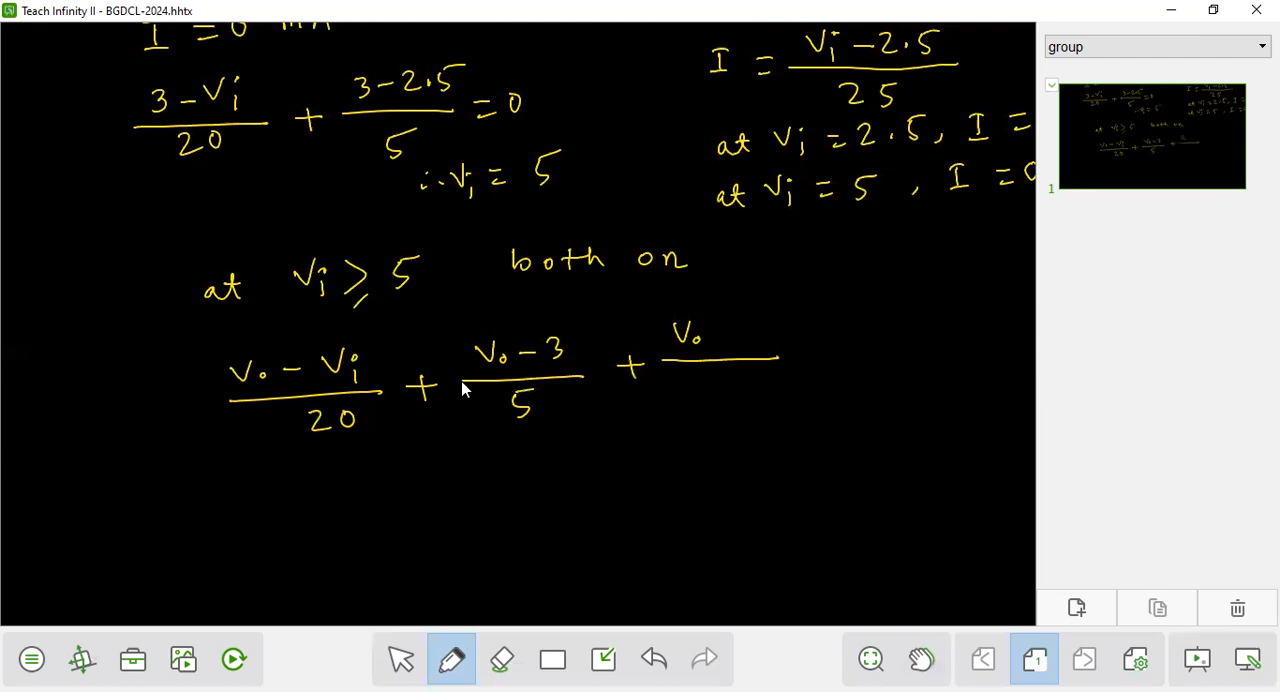 Teach Infinity II - BGDCL-2024.hhtx
group
I = 0 mA
(3 - Vi)/20 + (3 - 2.5)/5 = 0
∴ Vi = 5
I = (Vi - 2.5)/25
at Vi = 2.5, I =
at Vi = 5, I = 0
at Vi ≥ 5 both on
(Vo - Vi)/20 + (Vo - 3)/5 + Vo
1
1